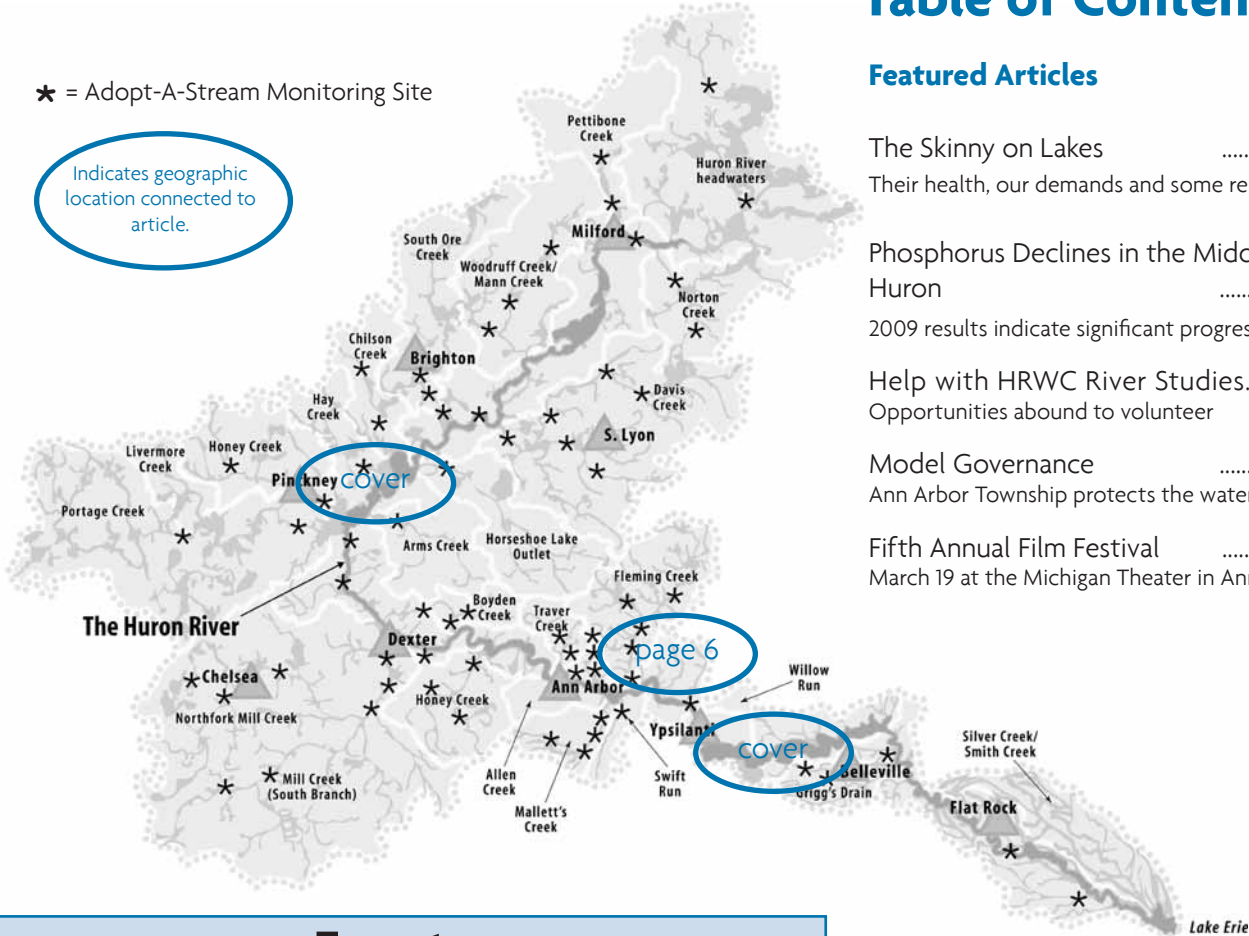 * = Adopt-A-Stream Monitoring Site
Indicates geographic
location connected to
article.
Pettibone
Creek
Huron River
headwaters
Milford
South Ore
Creek
Woodruff Creek/
Mann Creek
Norton
Creek
Chilson
Creek
Brighton
Davis
Creek
Hay
Creek
S. Lyon
Livermore
Creek
Honey Creek
Pinckney
cover
Portage Creek
Arms Creek
Horseshoe Lake
Outlet
Fleming Creek
The Huron River
Boyden
Creek
Traver
Creek
Dexter
page 6
Chelsea
Ann Arbor
Willow
Run
Northfork Mill Creek
Honey Creek
Ypsilanti
cover
Silver Creek/
Smith Creek
Mill Creek
(South Branch)
Allen
Creek
Swift
Run
Belleville
Grigg's Drain
Mallett's
Creek
Flat Rock
Lake Erie
Table of
Featured Articles
The Skinny on Lakes ......
Their health, our demands and some
Phosphorus Declines in the
Huron ......
2009 results indicate significant
Help with HRWC River Studies.
Opportunities abound to volunteer
Model Governance ......
Ann Arbor Township protects the
Fifth Annual Film Festival ......
March 19 at the Michigan Theater in